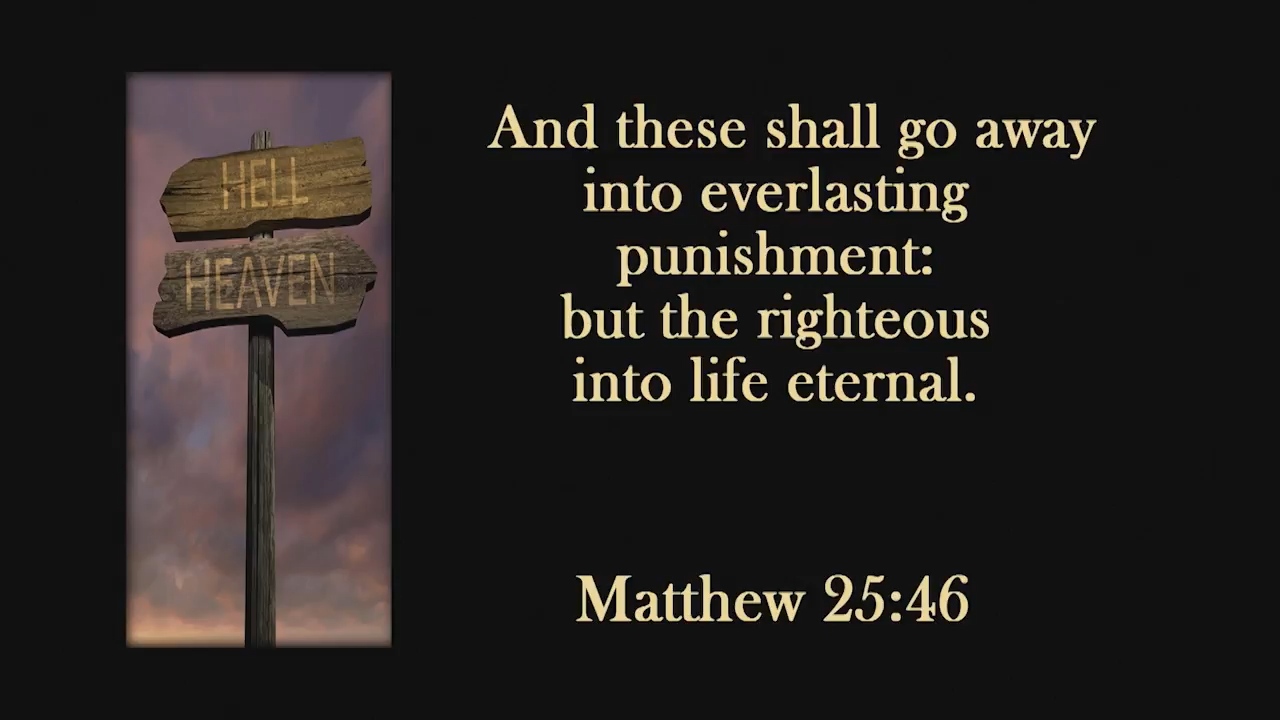 HELL
HEAVEN
And these shall go away
into everlasting
punishment:
but the righteous
into life eternal.
Matthew 25:46